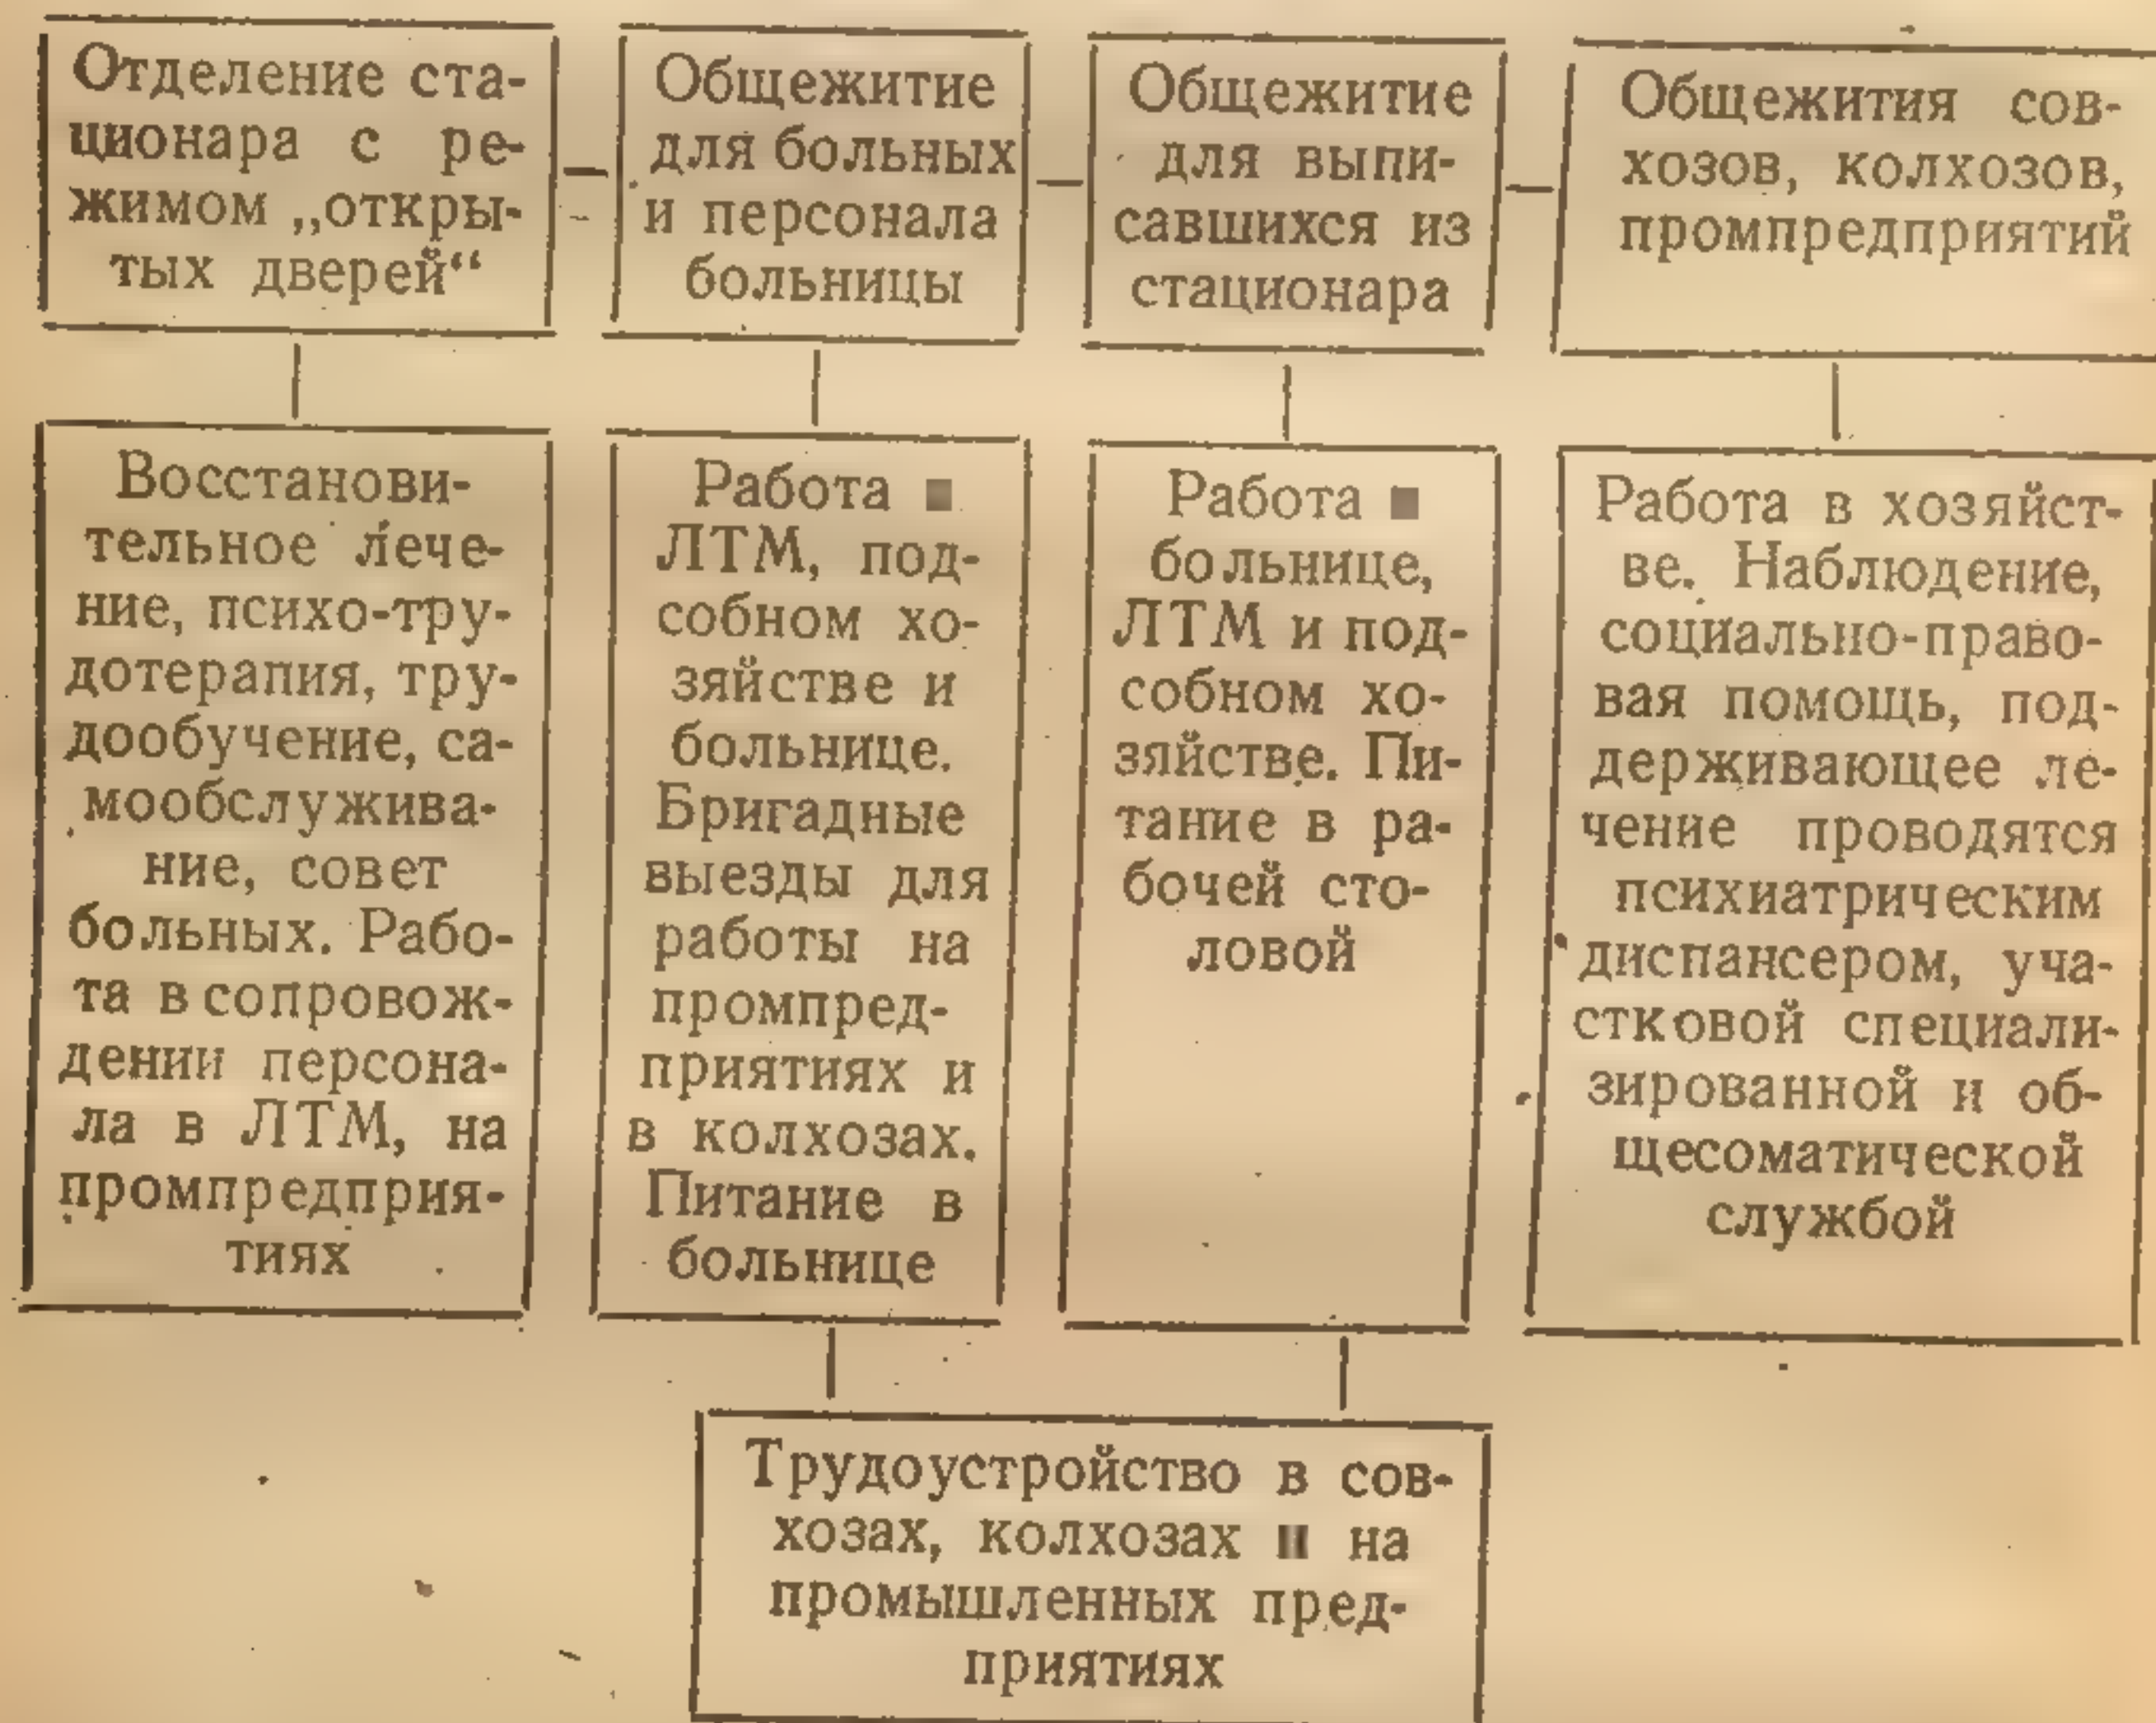 Отделение ста-
ционара с ре-
жимом „откры-
тых дверей“
Общежитие
для больных
и персонала
больницы
Общежитие
для выпи-
савшихся из
стационара
Общежития сов-
хозов, колхозов,
промпредприятий
Восстанови-
тельное лече-
ние, психо-тру-
дотерапия, тру-
дообучение, са-
мообслужива-
ние, совет
больных. Рабо-
та в сопровож-
дении персона-
ла в ЛТМ, на
промпредприя-
тиях
Работа
ЛТМ, под-
собном хо-
зяйстве и
больнице.
Бригадные
выезды для
работы на
промпред-
приятиях и
в колхозах.
Питание в
больнице
Работа
больнице,
ЛТМ и под-
собном хо-
зяйстве. Пи-
тание в ра-
бочей сто-
ловой
Работа в хозяйст-
ве. Наблюдение,
социально-право-
вая помощь, под-
держивающее ле-
чение проводятся
психиатрическим
диспансером, уча-
стковой специали-
зированной и об-
щесоматической
службой
Трудоустройство в сов-
хозах, колхозах и на
промышленных пред-
приятиях